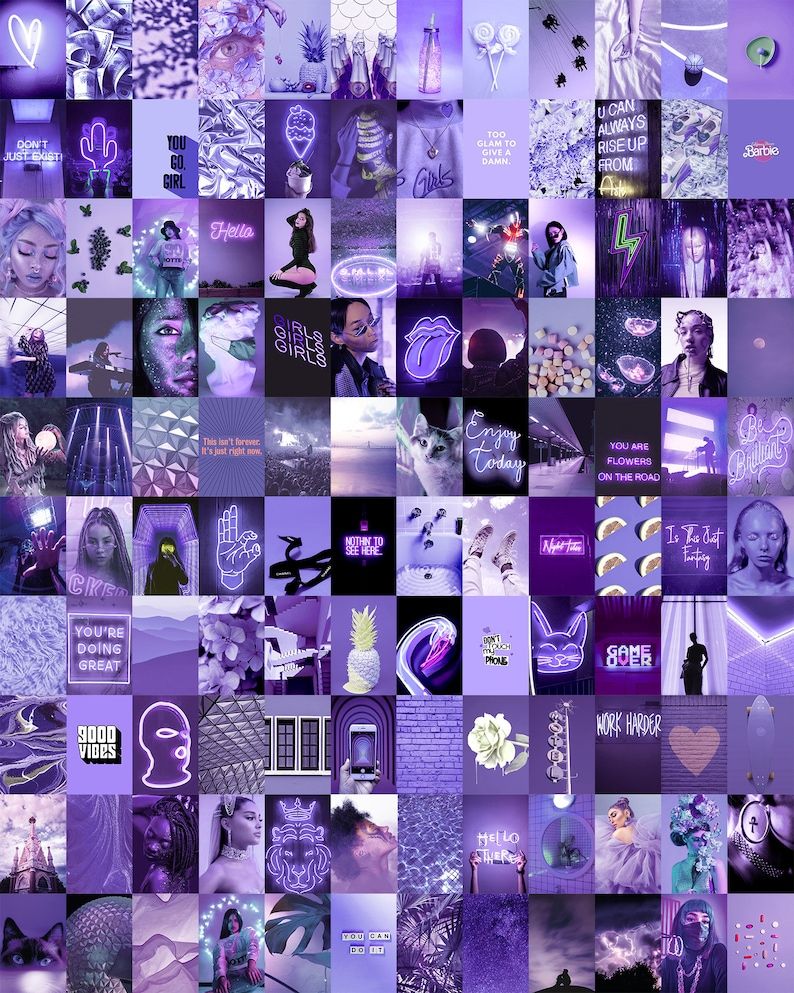 DON'T
JUST EXIST!
YOU
GO,
GIRL.
Girls
TOO
GLAM TO
GIVE A
DAMN.
U CAN
ALWAYS
RISE UP
FROM
Barbie
Hello
GIRLS
GIRLS
GIRLS
This isn't forever.
It's just right now.
Enjoy
Today
YOU ARE
FLOWERS
ON THE ROAD
Be
Brilliant
NOTHIN' TO
SEE HERE..
Is This Just
Fantasy
YOU'RE
DOING
GREAT
DON'T
TOUCH
my
PHONE
GAME
OVER
GOOD
VIBES
WORK HARDER
HELLO
THERE
YOU CAN
DO IT